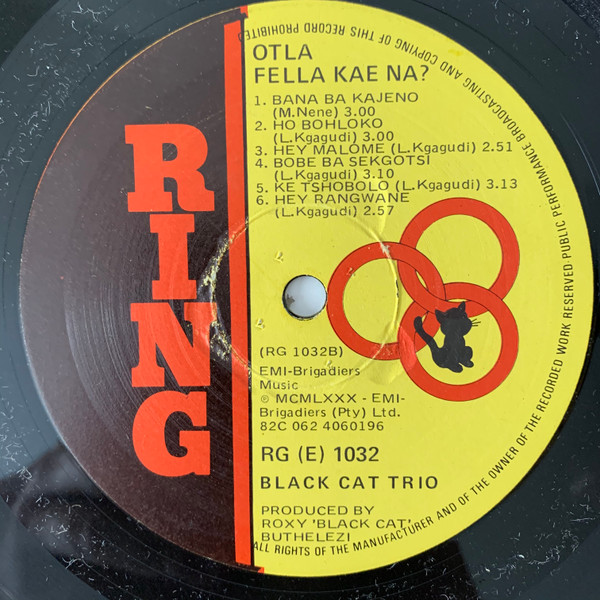 RING
OTLA
FELLA KAE NA?
1. BANA BA KAJENO
(M.Nene) 3.00
2. HO BOHLOKO
(L.Kgagudi) 3.00
3. HEY MALOME (L.Kgagudi) 2.51
4. BOBE BA SEKGOTSI
(L.Kgagudi) 3.10
5. KE TSHOBOLO (L.Kgagudi) 3.13
6. HEY RANGWANE
(L.Kgagudi) 2.57
(RG 1032B)
EMI-Brigadiers
Music
℗ MCMLXXX - EMI-
Brigadiers (Pty) Ltd.
82C 062 4060196
RG (E) 1032
BLACK CAT TRIO
PRODUCED BY
ROXY 'BLACK CAT'
BUTHELEZI
ALL RIGHTS OF THE MANUFACTURER AND OF THE OWNER OF THE RECORDED WORK RESERVED·PUBLIC PERFORMANCE BROADCASTING AND COPYING OF THIS RECORD PROHIBITED